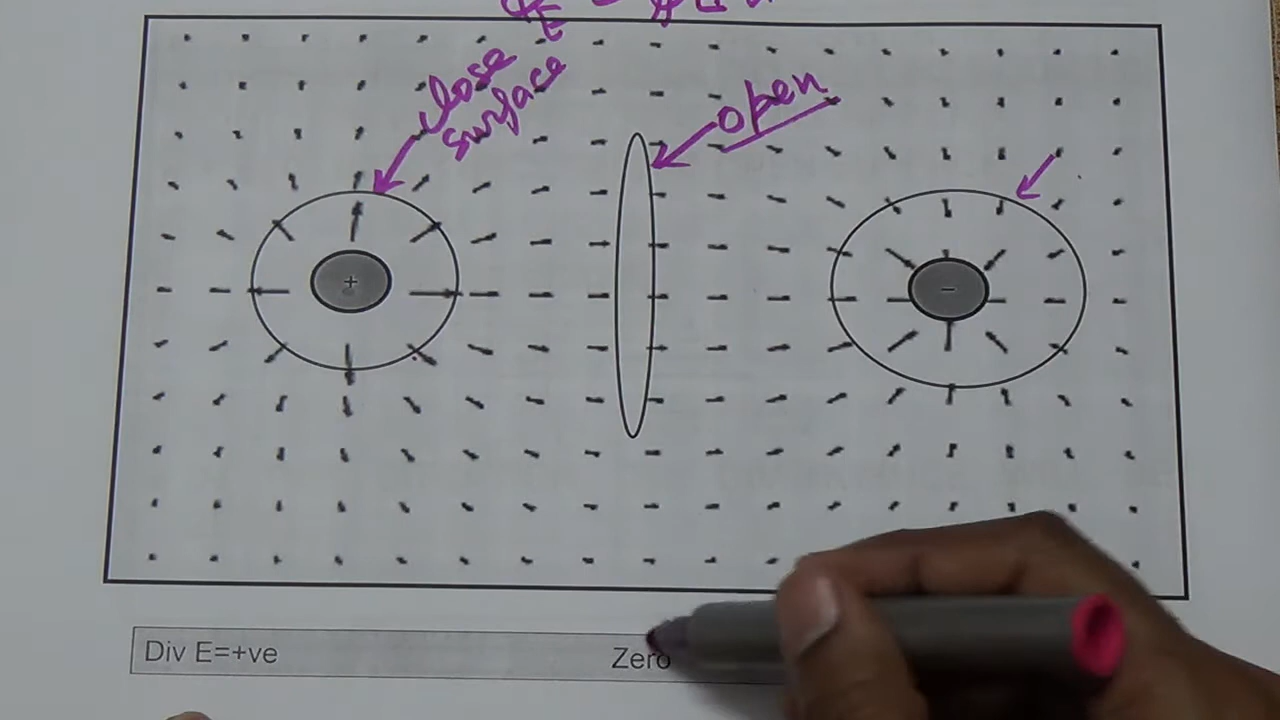 close
surface
open
+
−
Div E=+ve
Zero